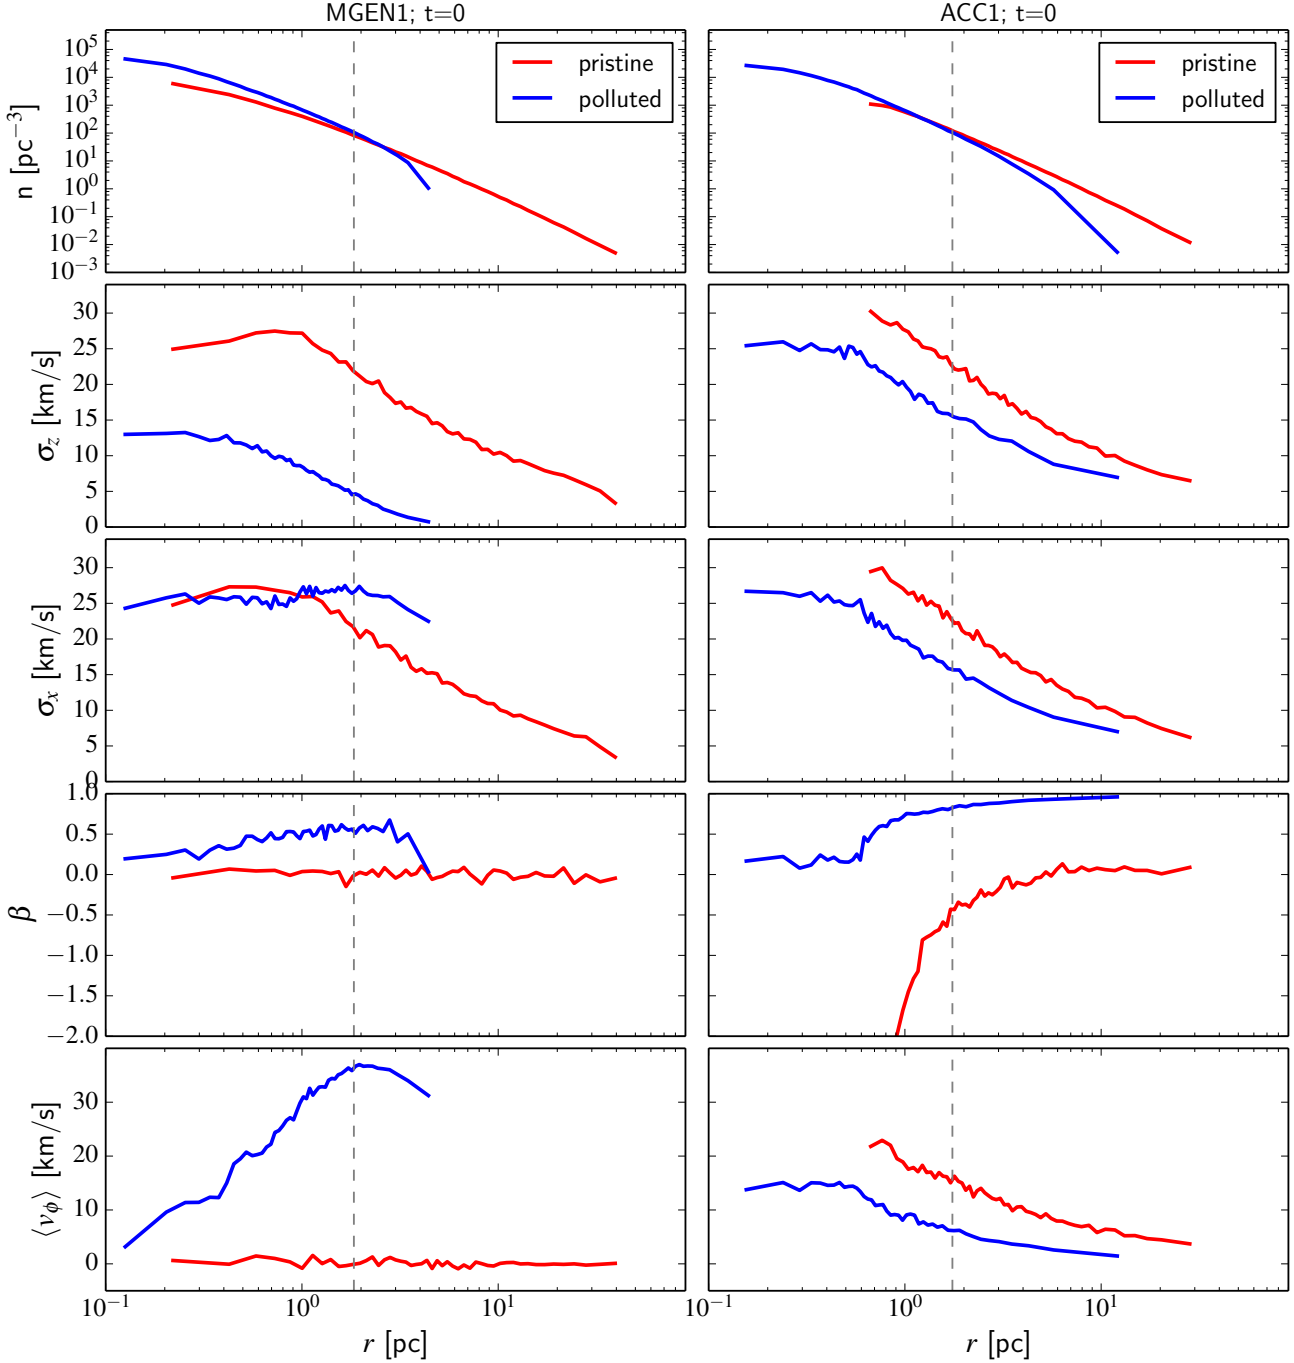 MGEN1; t=0
ACC1; t=0
n [pc⁻³]
10⁵
10⁴
10³
10²
10¹
10⁰
10⁻¹
10⁻²
10⁻³
pristine
polluted
pristine
polluted
σz [km/s]
30
25
20
15
10
5
0
σx [km/s]
30
25
20
15
10
5
0
β
1.0
0.5
0.0
−0.5
−1.0
−1.5
−2.0
⟨vϕ⟩ [km/s]
30
20
10
0
10⁻¹ 10⁰ 10¹ 10⁻¹ 10⁰ 10¹
r [pc] r [pc]